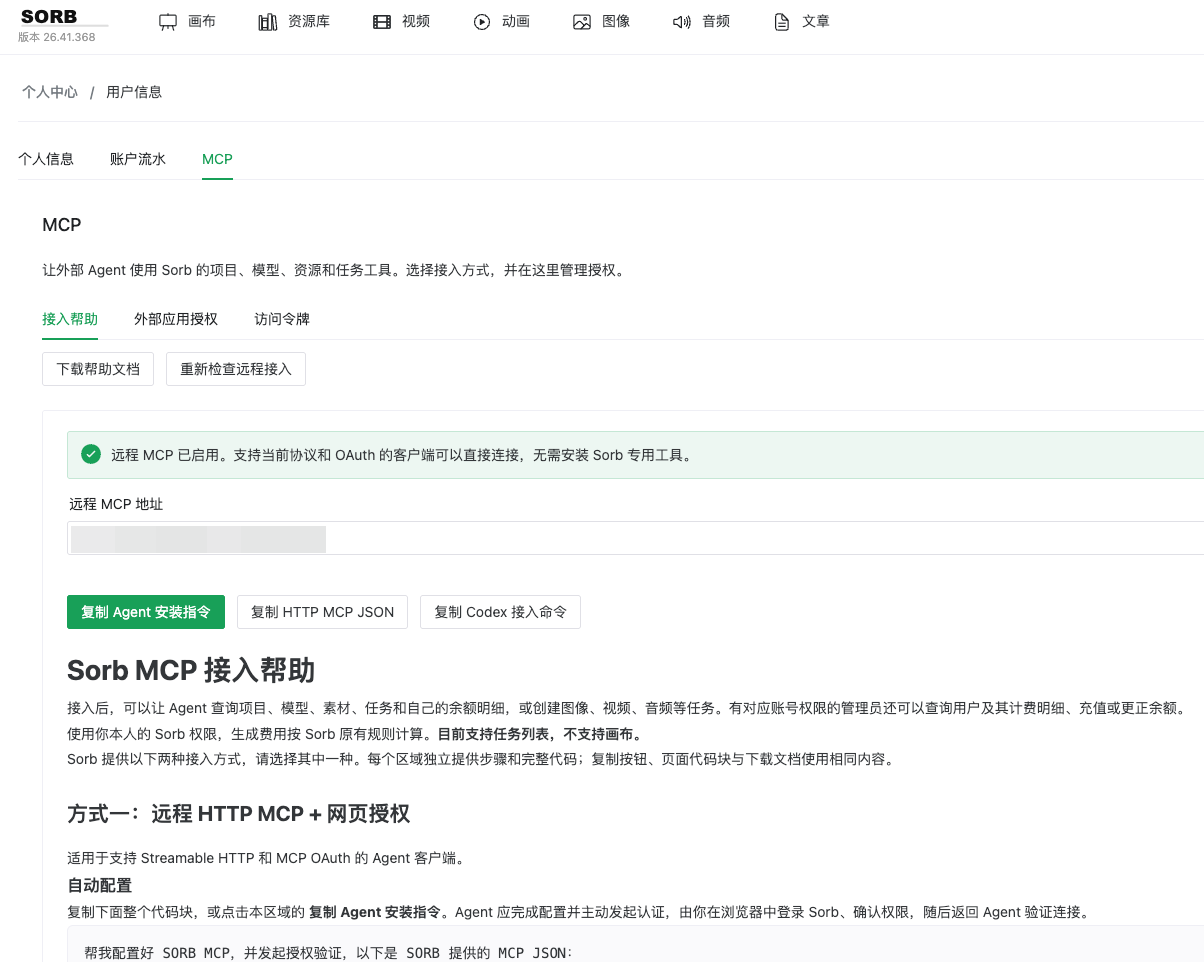 SORB
版本 26.41.368
画布
资源库
视频
动画
图像
音频
文章
个人中心 / 用户信息
个人信息
账户流水
MCP
MCP
让外部 Agent 使用 Sorb 的项目、模型、资源和任务工具。选择接入方式，并在这里管理授权。
接入帮助
外部应用授权
访问令牌
下载帮助文档
重新检查远程接入
远程 MCP 已启用。支持当前协议和 OAuth 的客户端可以直接连接，无需安装 Sorb 专用工具。
远程 MCP 地址
复制 Agent 安装指令
复制 HTTP MCP JSON
复制 Codex 接入命令
Sorb MCP 接入帮助
接入后，可以让 Agent 查询项目、模型、素材、任务和自己的余额明细，或创建图像、视频、音频等任务。有对应账号权限的管理员还可以查询用户及其计费明细、充值或更正余额。
使用你本人的 Sorb 权限，生成费用按 Sorb 原有规则计算。目前支持任务列表，不支持画布。
Sorb 提供以下两种接入方式，请选择其中一种。每个区域独立提供步骤和完整代码；复制按钮、页面代码块与下载文档使用相同内容。
方式一：远程 HTTP MCP + 网页授权
适用于支持 Streamable HTTP 和 MCP OAuth 的 Agent 客户端。
自动配置
复制下面整个代码块，或点击本区域的 复制 Agent 安装指令。Agent 应完成配置并主动发起认证，由你在浏览器中登录 Sorb、确认权限，随后返回 Agent 验证连接。
帮我配置好 SORB MCP，并发起授权验证，以下是 SORB 提供的 MCP JSON：